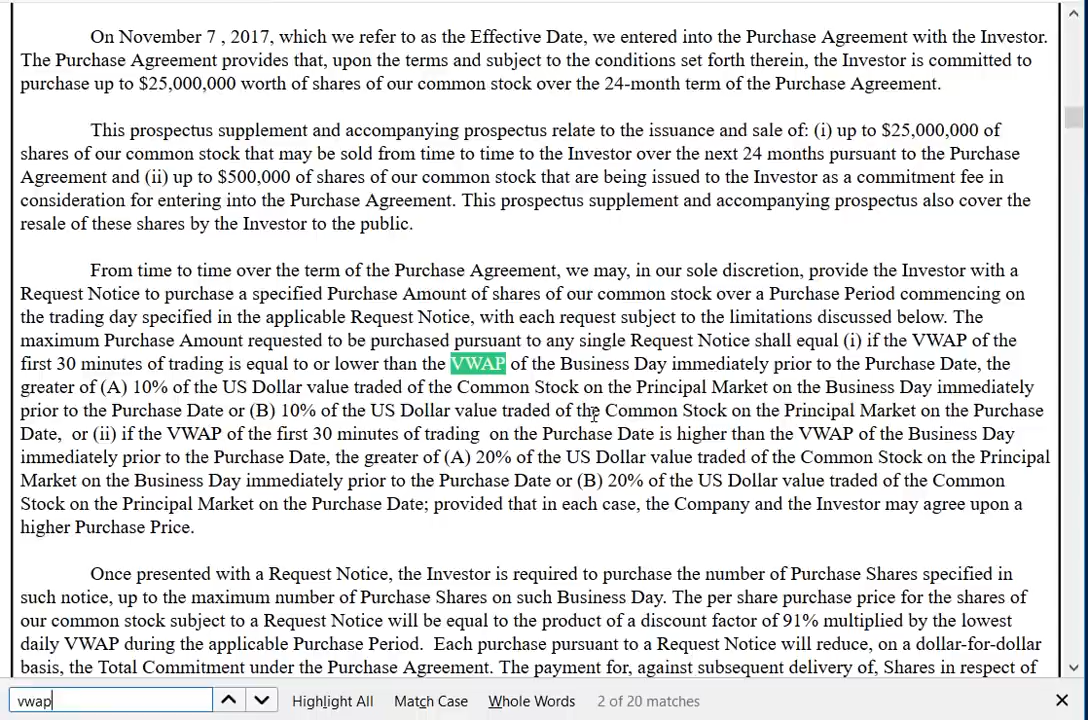 On November 7 , 2017, which we refer to as the Effective Date, we entered into the Purchase Agreement with the Investor.
The Purchase Agreement provides that, upon the terms and subject to the conditions set forth therein, the Investor is committed to
purchase up to $25,000,000 worth of shares of our common stock over the 24-month term of the Purchase Agreement.
This prospectus supplement and accompanying prospectus relate to the issuance and sale of: (i) up to $25,000,000 of
shares of our common stock that may be sold from time to time to the Investor over the next 24 months pursuant to the Purchase
Agreement and (ii) up to $500,000 of shares of our common stock that are being issued to the Investor as a commitment fee in
consideration for entering into the Purchase Agreement. This prospectus supplement and accompanying prospectus also cover the
resale of these shares by the Investor to the public.
From time to time over the term of the Purchase Agreement, we may, in our sole discretion, provide the Investor with a
Request Notice to purchase a specified Purchase Amount of shares of our common stock over a Purchase Period commencing on
the trading day specified in the applicable Request Notice, with each request subject to the limitations discussed below. The
maximum Purchase Amount requested to be purchased pursuant to any single Request Notice shall equal (i) if the VWAP of the
first 30 minutes of trading is equal to or lower than the VWAP of the Business Day immediately prior to the Purchase Date, the
greater of (A) 10% of the US Dollar value traded of the Common Stock on the Principal Market on the Business Day immediately
prior to the Purchase Date or (B) 10% of the US Dollar value traded of the Common Stock on the Principal Market on the Purchase
Date, or (ii) if the VWAP of the first 30 minutes of trading on the Purchase Date is higher than the VWAP of the Business Day
immediately prior to the Purchase Date, the greater of (A) 20% of the US Dollar value traded of the Common Stock on the Principal
Market on the Business Day immediately prior to the Purchase Date or (B) 20% of the US Dollar value traded of the Common
Stock on the Principal Market on the Purchase Date; provided that in each case, the Company and the Investor may agree upon a
higher Purchase Price.
Once presented with a Request Notice, the Investor is required to purchase the number of Purchase Shares specified in
such notice, up to the maximum number of Purchase Shares on such Business Day. The per share purchase price for the shares of
our common stock subject to a Request Notice will be equal to the product of a discount factor of 91% multiplied by the lowest
daily VWAP during the applicable Purchase Period. Each purchase pursuant to a Request Notice will reduce, on a dollar-for-dollar
basis, the Total Commitment under the Purchase Agreement. The payment for, against subsequent delivery of, Shares in respect of
vwap Highlight All Match Case Whole Words 2 of 20 matches